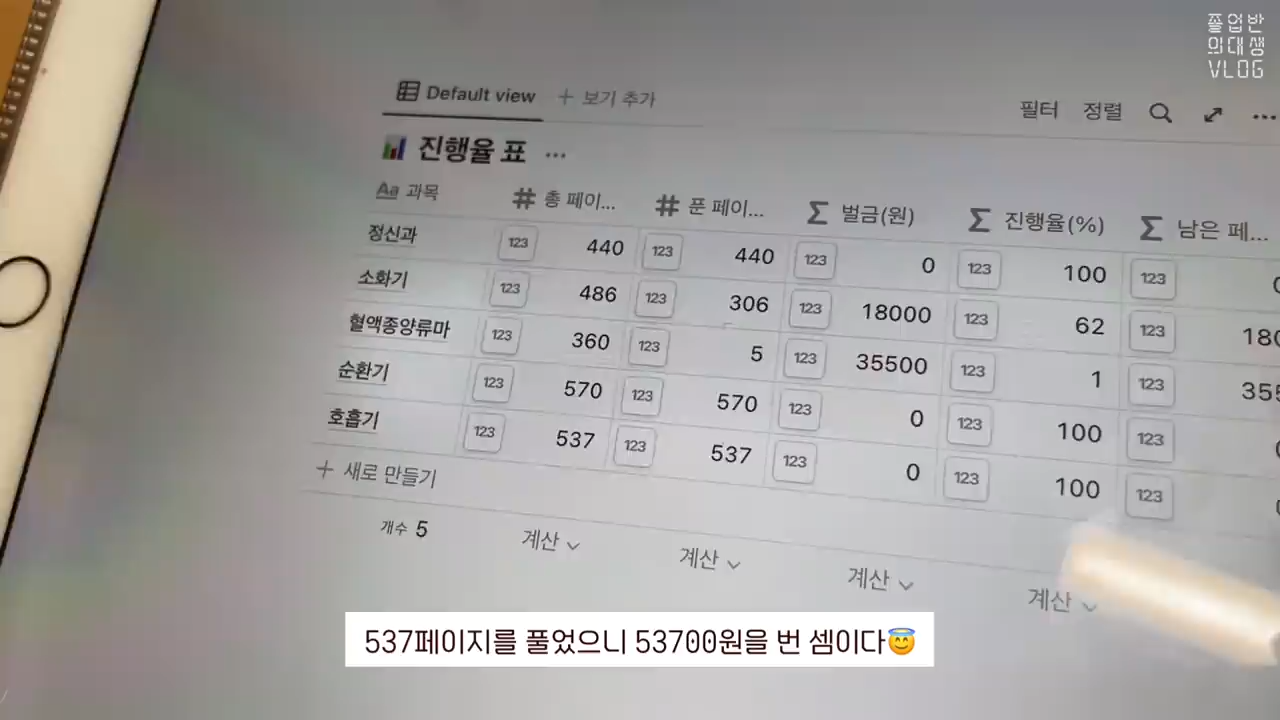 졸업반
의대생
VLOG
Default view + 보기 추가
필터 정렬 ...
진행율 표 ...
Aa 과목 # 총 페이... # 푼 페이... Σ 벌금(원) Σ 진행율(%) Σ 남은 페...
정신과 123 440 123 440 123 0 123 100 123
소화기 123 486 123 306 123 18000 123 62 123
혈액종양류마 123 360 123 5 123 35500 123 1 123
순환기 123 570 123 570 123 0 123 100 123
호흡기 123 537 123 537 123 0 123 100 123
+ 새로 만들기
개수 5 계산 계산 계산 계산
537페이지를 풀었으니 53700원을 번 셈이다😇